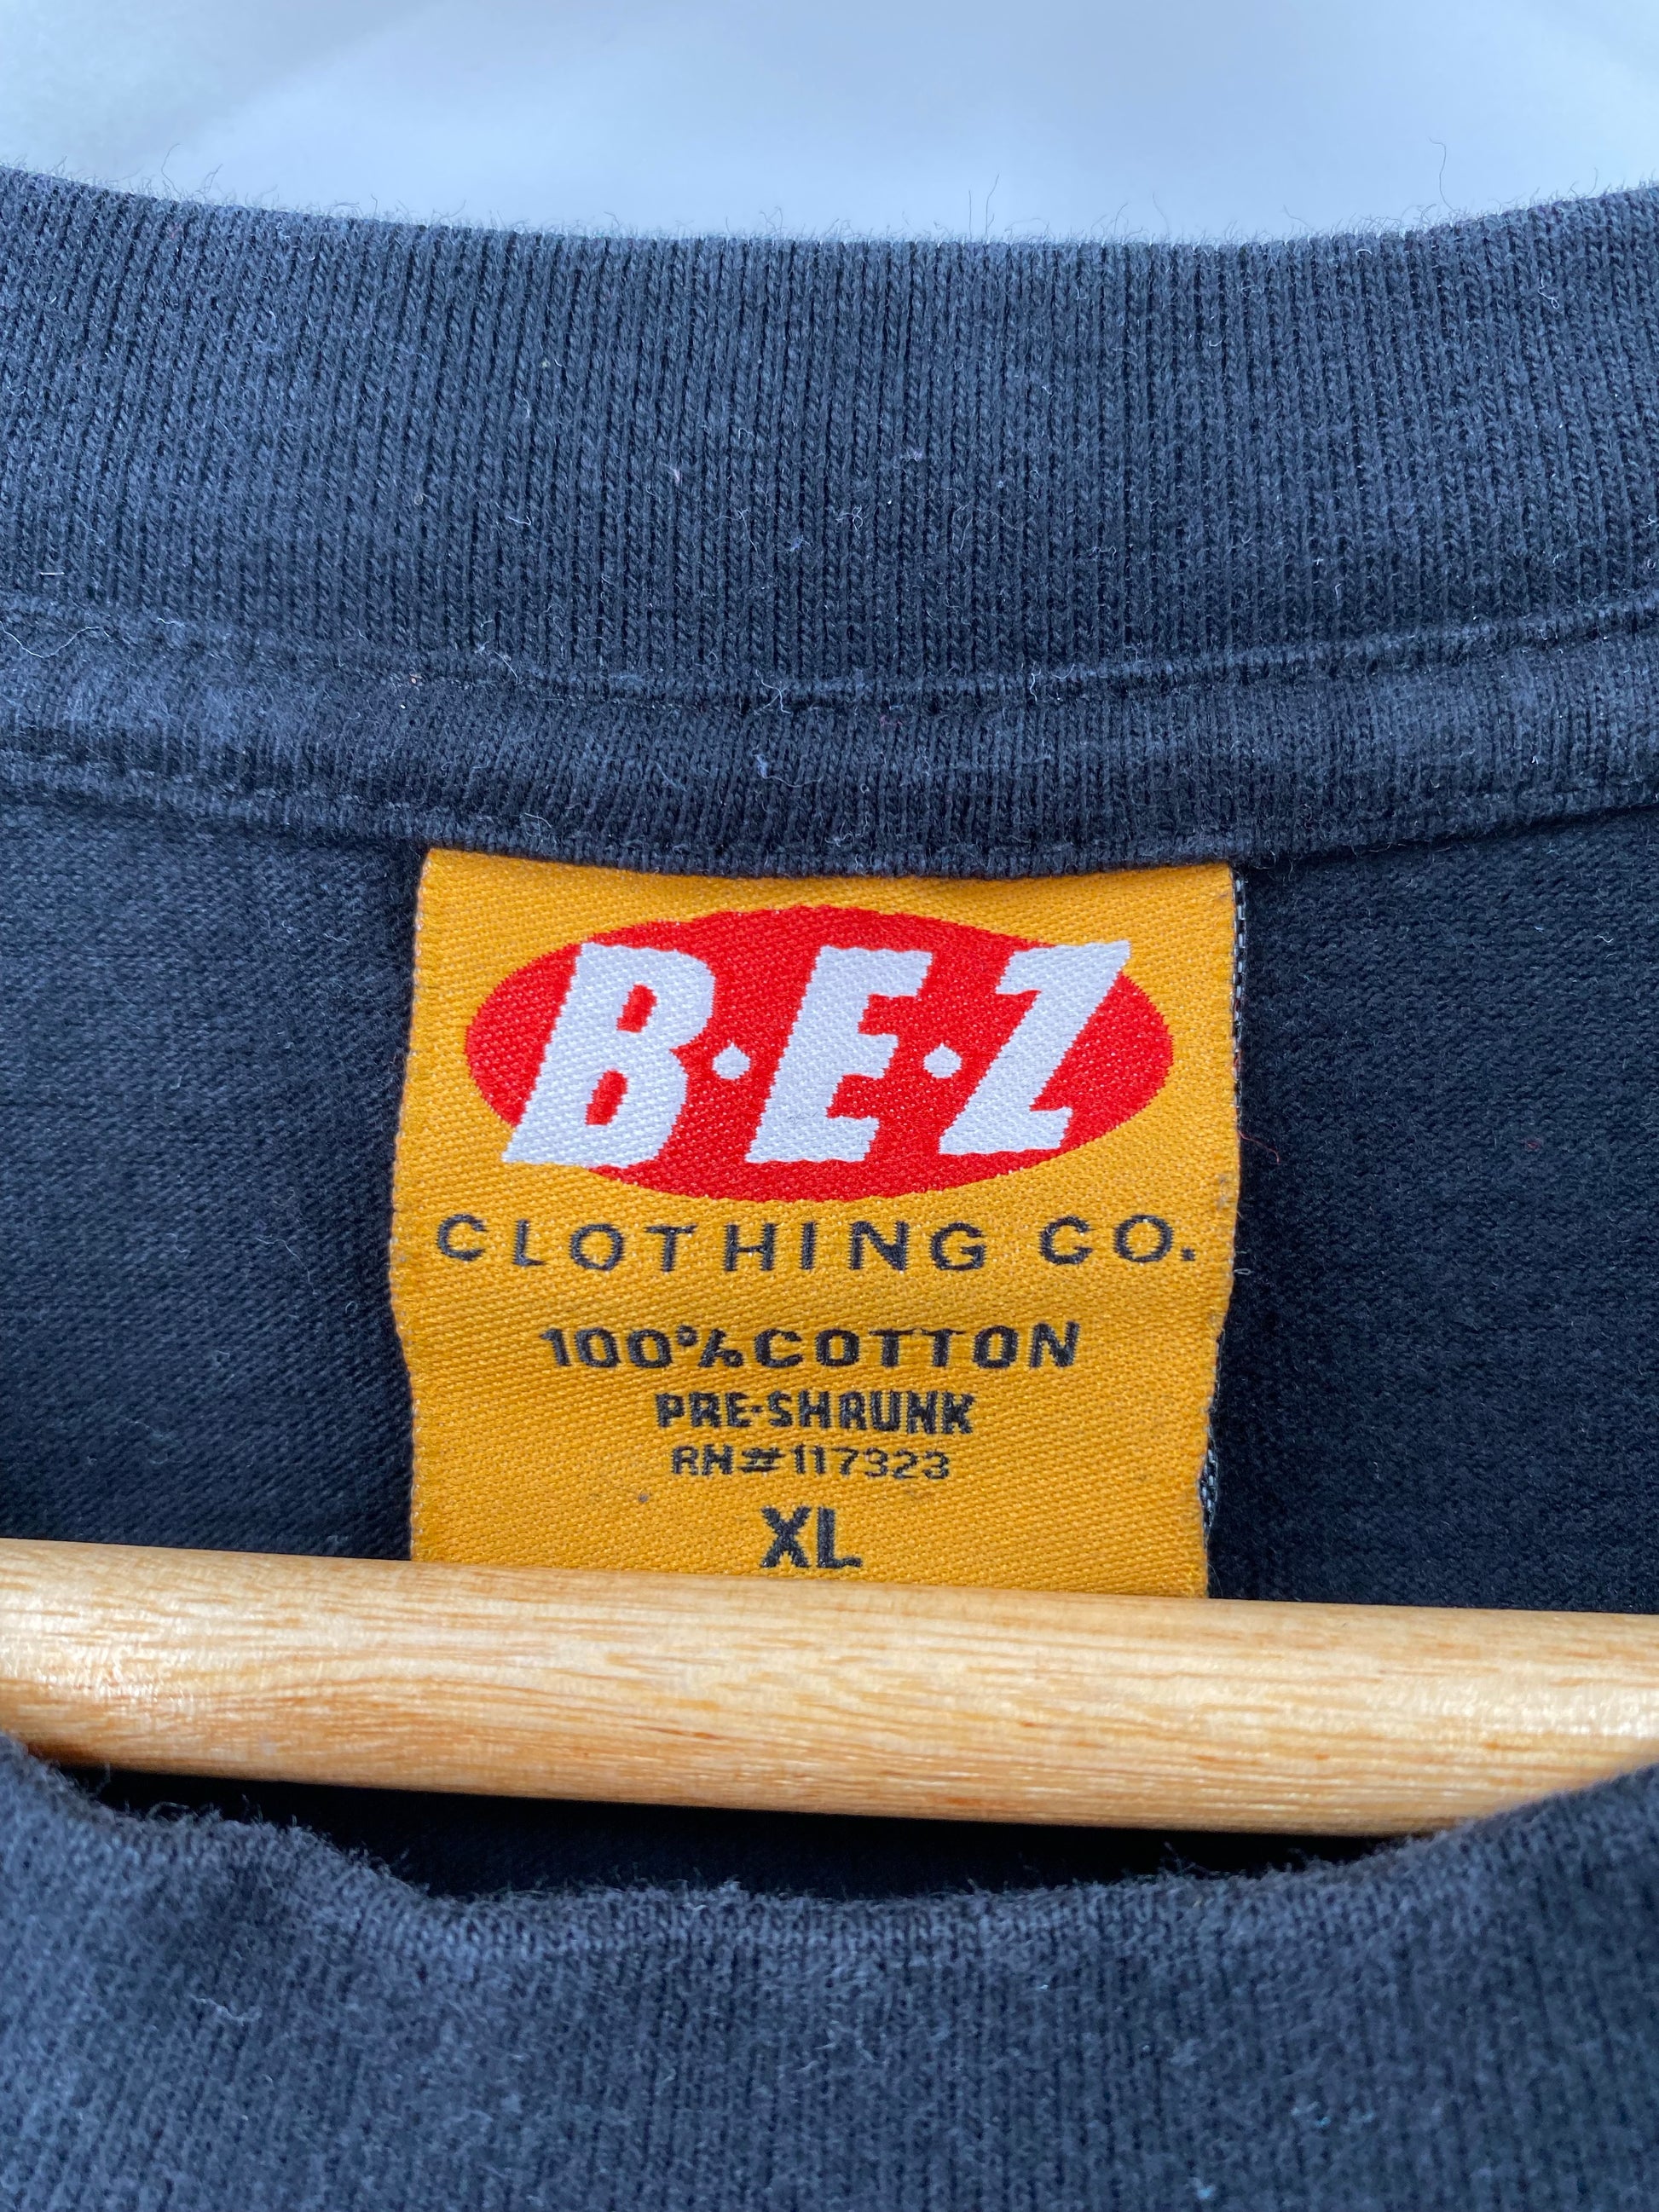 B·E·Z
CLOTHING CO.
100% COTTON
PRE-SHRUNK
RN#117323
XL